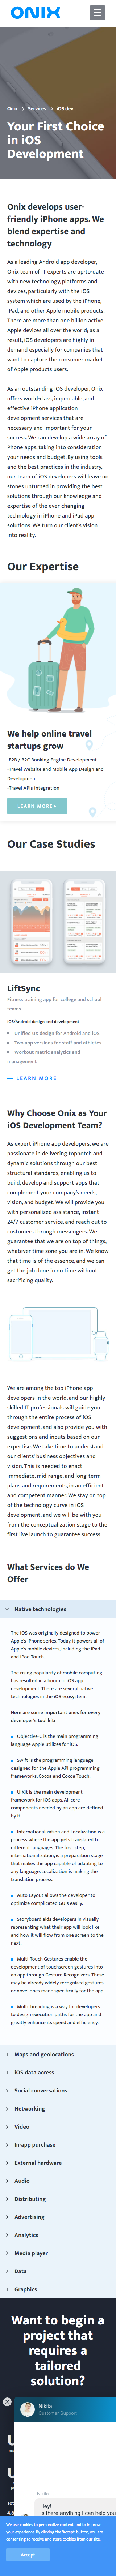 ONIX
Onix > Services > iOS dev
Your First Choice
in iOS
Development
Onix develops user-
friendly iPhone apps. We
blend expertise and
technology
As a leading Android app developer,
Onix team of IT experts are up-to-date
with new technology, platforms and
devices, particularly with the iOS
system which are used by the iPhone,
iPad, and other Apple mobile products.
There are more than one billion active
Apple devices all over the world, as a
result, iOS developers are highly in
need especially for companies that
want to capture the consumer market
of Apple products users.
As an outstanding iOS developer, Onix
offers world-class, impeccable, and
effective iPhone application
development services that are
necessary and important for your
success. We can develop a wide array of
iPhone apps, taking into consideration
your needs and budget. By using tools
and the best practices in the industry,
our team of iOS developers will leave no
stones unturned in providing the best
solutions through our knowledge and
expertise of the ever-changing
technology in iPhone and iPad app
solutions. We turn our client's vision
into reality.
Our Expertise
We help online travel
startups grow
-B2B / B2C Booking Engine Development
-Travel Website and Mobile App Design and
Development
-Travel APIs Integration
LEARN MORE
Our Case Studies
LiftSync
Fitness training app for college and school
teams
iOS/Android design and development
Unified UX design for Android and iOS
Two app versions for staff and athletes
Workout metric analytics and
management
LEARN MORE
Why Choose Onix as Your
iOS Development Team?
As expert iPhone app developers, we are
passionate in delivering topnotch and
dynamic solutions through our best
structural standards, enabling us to
build, develop and support apps that
complement your company's needs,
vision, and budget. We will provide you
with personalized assistance, instant
24/7 customer service, and reach out to
customers through messengers. We
guarantee that we are on top of things,
whatever time zone you are in. We know
that time is of the essence, and we can
get the job done in no time without
sacrificing quality.
We are among the top iPhone app
developers in the world, and our highly-
skilled IT professionals will guide you
through the entire process of iOS
development, and also provide you with
suggestions and inputs based on our
expertise. We take time to understand
our clients' business objectives and
vision. This is needed to enact
immediate, mid-range, and long-term
plans and requirements, in an efficient
and competent manner. We stay on top
of the technology curve in iOS
development, and we will be with you
from the conceptualization stage to the
first live launch to guarantee success.
What Services do We
Offer
Native technologies
The iOS was originally designed to power
Apple's iPhone series. Today, it powers all of
Apple's mobile devices, including the iPad
and iPod Touch.
The rising popularity of mobile computing
has resulted in a boom in iOS app
development. There are several native
technologies in the iOS ecosystem.
Here are some important ones for every
developer's tool kit:
Objective-C is the main programming
language Apple utilizes for iOS.
Swift is the programming language
designed for the Apple API programming
frameworks, Cocoa and Cocoa Touch.
UIKit is the main development
framework for iOS apps. All core
components needed by an app are defined
by it.
Internationalization and Localization is a
process where the app gets translated to
different languages. The first step,
internationalization, is a preparation stage
that makes the app capable of adapting to
any language. Localization is making the
translation process.
Auto Layout allows the developer to
optimize complicated GUIs easily.
Storyboard aids developers in visually
representing what their app will look like
and how it will flow from one scene to the
next.
Multi-Touch Gestures enable the
development of touchscreen gestures into
an app through Gesture Recognizers. These
may be already widely recognized gestures
or novel ones made specifically for the app.
Multithreading is a way for developers
to design execution paths for the app and
greatly enhance its speed and efficiency.
Maps and geolocations
iOS data access
Social conversations
Networking
Video
In-app purchase
External hardware
Audio
Distributing
Advertising
Analytics
Media player
Data
Graphics
Want to begin a
project that
requires a
tailored
solution?
Nikita
Customer Support
Nikita
Hey!
Is there anything I can help you
We use cookies to personalize content and to improve
your experience. By clicking the 'Accept' button, you are
consenting to receive and store cookies from our site.
Accept